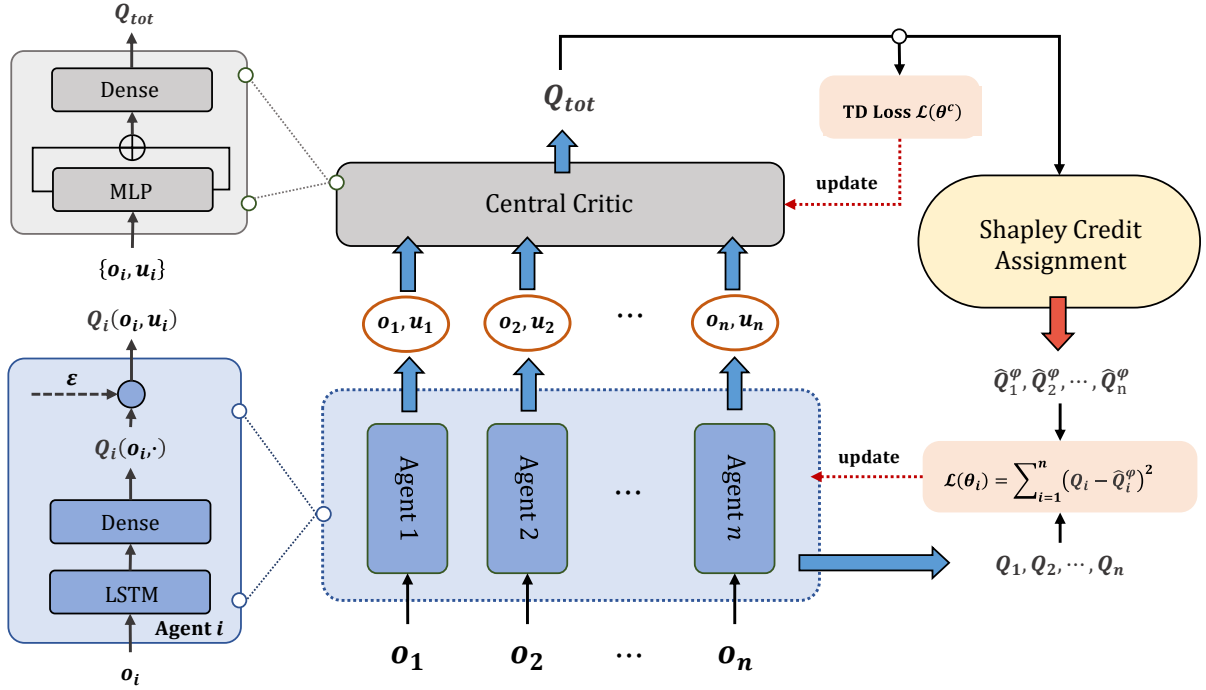 Q_tot
Dense
MLP
{o_i, u_i}
Q_i(o_i, u_i)
ε
Q_i(o_i,·)
Dense
LSTM
Agent i
o_i
Q_tot
Central Critic
o_1, u_1
o_2, u_2
⋯
o_n, u_n
Agent 1
Agent 2
⋯
Agent n
o_1
o_2
⋯
o_n
TD Loss ℒ(θ^c)
update
Shapley Credit
Assignment
Q̂_1^φ, Q̂_2^φ, ⋯, Q̂_n^φ
update
ℒ(θ_i) = ∑_{i=1}^n (Q_i − Q̂_i^φ)^2
Q_1, Q_2, ⋯, Q_n